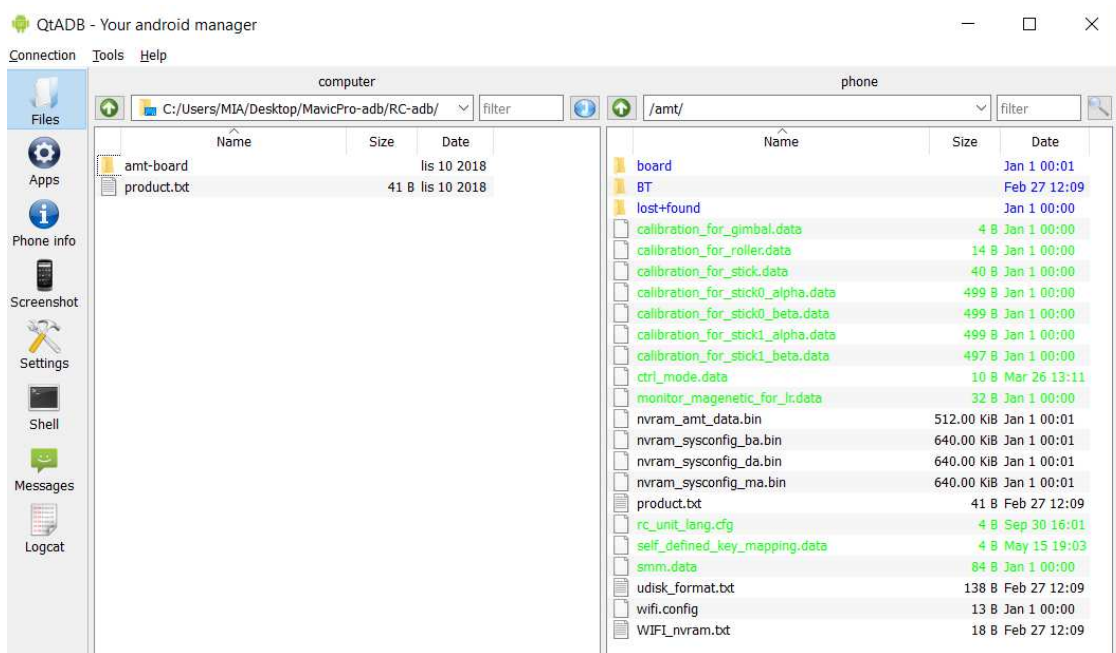 QtADB - Your android manager
Connection Tools Help
computer phone
C:/Users/MIA/Desktop/MavicPro-adb/RC-adb/ filter /amt/ filter
Files
Apps
Phone info
Screenshot
Settings
Shell
Messages
Logcat
Name Size Date
amt-board lis 10 2018
product.txt 41 B lis 10 2018
Name Size Date
board Jan 1 00:01
BT Feb 27 12:09
lost+found Jan 1 00:00
calibration_for_gimbal.data 4 B Jan 1 00:00
calibration_for_roller.data 14 B Jan 1 00:00
calibration_for_stick.data 40 B Jan 1 00:00
calibration_for_stick0_alpha.data 499 B Jan 1 00:00
calibration_for_stick0_beta.data 499 B Jan 1 00:00
calibration_for_stick1_alpha.data 499 B Jan 1 00:00
calibration_for_stick1_beta.data 497 B Jan 1 00:00
ctrl_mode.data 10 B Mar 26 13:11
monitor_magenetic_for_lr.data 32 B Jan 1 00:00
nvram_amt_data.bin 512.00 KiB Jan 1 00:01
nvram_sysconfig_ba.bin 640.00 KiB Jan 1 00:01
nvram_sysconfig_da.bin 640.00 KiB Jan 1 00:01
nvram_sysconfig_ma.bin 640.00 KiB Jan 1 00:01
product.txt 41 B Feb 27 12:09
rc_unit_lang.cfg 4 B Sep 30 16:01
self_defined_key_mapping.data 4 B May 15 19:03
smm.data 84 B Jan 1 00:00
udisk_format.txt 138 B Feb 27 12:09
wifi.config 13 B Jan 1 00:00
WIFI_nvram.txt 18 B Feb 27 12:09